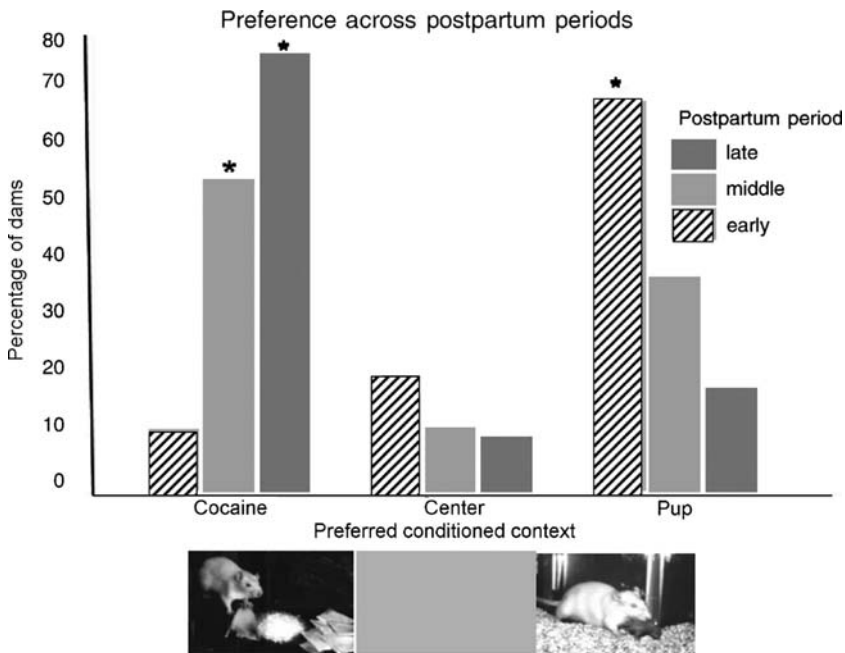 Preference across postpartum periods
80
70
60
50
40
30
20
10
0
Percentage of dams
*
*
*
Postpartum period
late
middle
early
Cocaine Center Pup
Preferred conditioned context